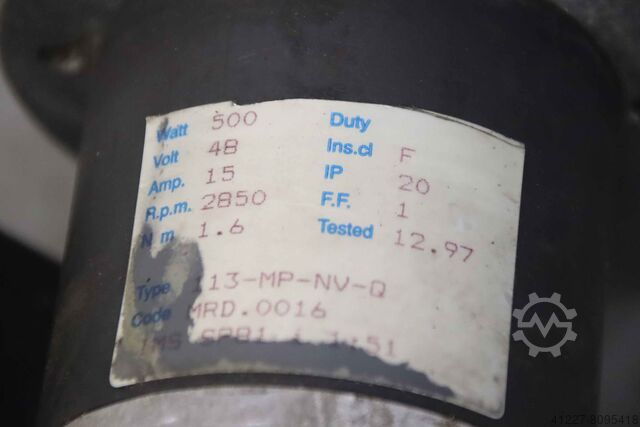 Watt 500 Duty
Volt 48 Ins.cl F
Amp. 15 IP 20
R.p.m. 2850 F.F. 1
N m 1.6 Tested 12.97
Type 113-MP-NV-Q
Code MRD.0016
41227-8095418